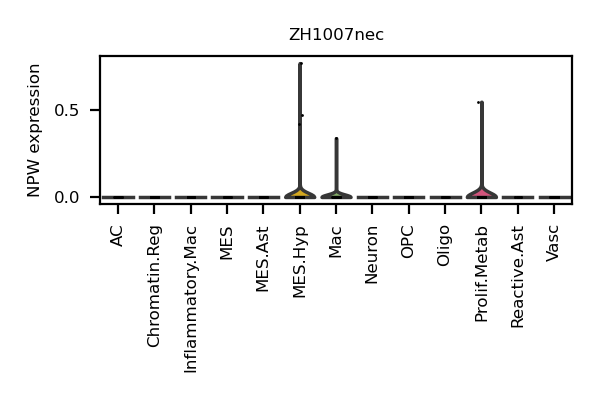 ZH1007nec
NPW expression
0.5
0.0
AC
Chromatin.Reg
Inflammatory.Mac
MES
MES.Ast
MES.Hyp
Mac
Neuron
OPC
Oligo
Prolif.Metab
Reactive.Ast
Vasc